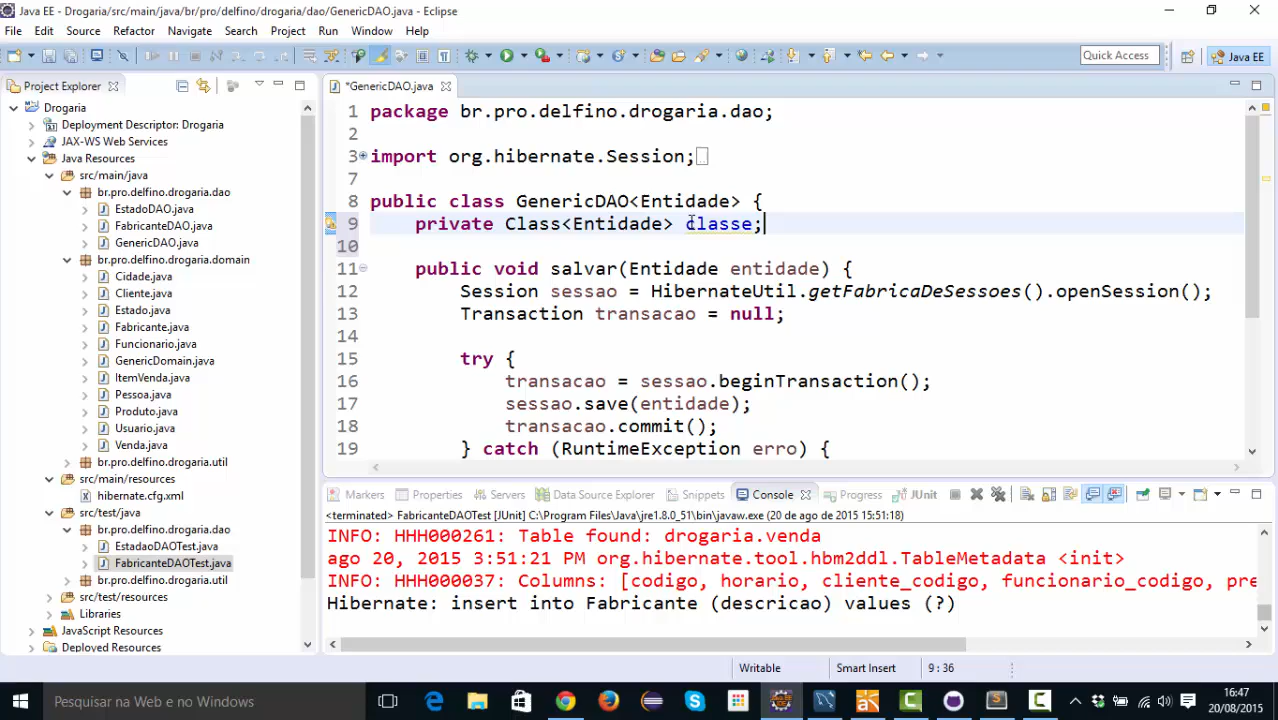 Java EE - Drogaria/src/main/java/br/pro/delfino/drogaria/dao/GenericDAO.java - Eclipse
File Edit Source Refactor Navigate Search Project Run Window Help
Quick Access
Java EE
Project Explorer
*GenericDAO.java
Drogaria
Deployment Descriptor: Drogaria
JAX-WS Web Services
Java Resources
src/main/java
br.pro.delfino.drogaria.dao
EstadoDAO.java
FabricanteDAO.java
GenericDAO.java
br.pro.delfino.drogaria.domain
Cidade.java
Cliente.java
Estado.java
Fabricante.java
Funcionario.java
GenericDomain.java
ItemVenda.java
Pessoa.java
Produto.java
Usuario.java
Venda.java
br.pro.delfino.drogaria.util
src/main/resources
hibernate.cfg.xml
src/test/java
br.pro.delfino.drogaria.dao
EstadaoDAOTest.java
FabricanteDAOTest.java
br.pro.delfino.drogaria.util
src/test/resources
Libraries
JavaScript Resources
Deployed Resources
1 package br.pro.delfino.drogaria.dao;
2
3 import org.hibernate.Session;
7
8 public class GenericDAO<Entidade> {
9 private Class<Entidade> classe;
10
11 public void salvar(Entidade entidade) {
12 Session sessao = HibernateUtil.getFabricaDeSessoes().openSession();
13 Transaction transacao = null;
14
15 try {
16 transacao = sessao.beginTransaction();
17 sessao.save(entidade);
18 transacao.commit();
19 } catch (RuntimeException erro) {
Markers Properties Servers Data Source Explorer Snippets Console Progress JUnit
<terminated> FabricanteDAOTest [JUnit] C:\Program Files\Java\jre1.8.0_51\bin\javaw.exe (20 de ago de 2015 15:51:18)
INFO: HHH000261: Table found: drogaria.venda
ago 20, 2015 3:51:21 PM org.hibernate.tool.hbm2ddl.TableMetadata <init>
INFO: HHH000037: Columns: [codigo, horario, cliente_codigo, funcionario_codigo, pre
Hibernate: insert into Fabricante (descricao) values (?)
Writable Smart Insert 9 : 36
Pesquisar na Web e no Windows
16:47
20/08/2015